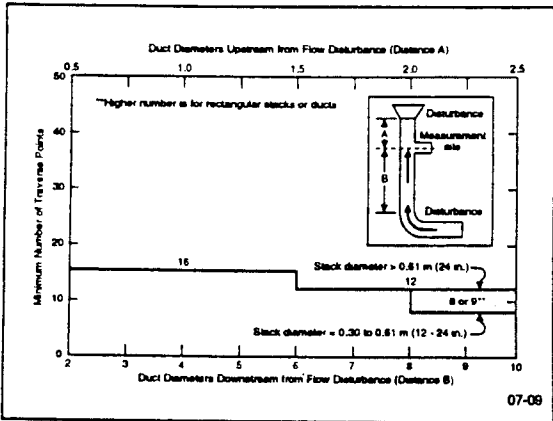 Duct Diameters Upstream from Flow Disturbance (Distance A)
0.5 1.0 1.5 2.0 2.5
50
40
30
20
10
0
Minimum Number of Traverse Points
**Higher number is for rectangular stacks or ducts
Disturbance
A
Measurement
site
B
Disturbance
16
Stack diameter > 0.61 m (24 in.)
12
8 or 9**
Stack diameter = 0.30 to 0.61 m (12 - 24 in.)
2 3 4 5 6 7 8 9 10
Duct Diameters Downstream from Flow Disturbance (Distance B)
07-09